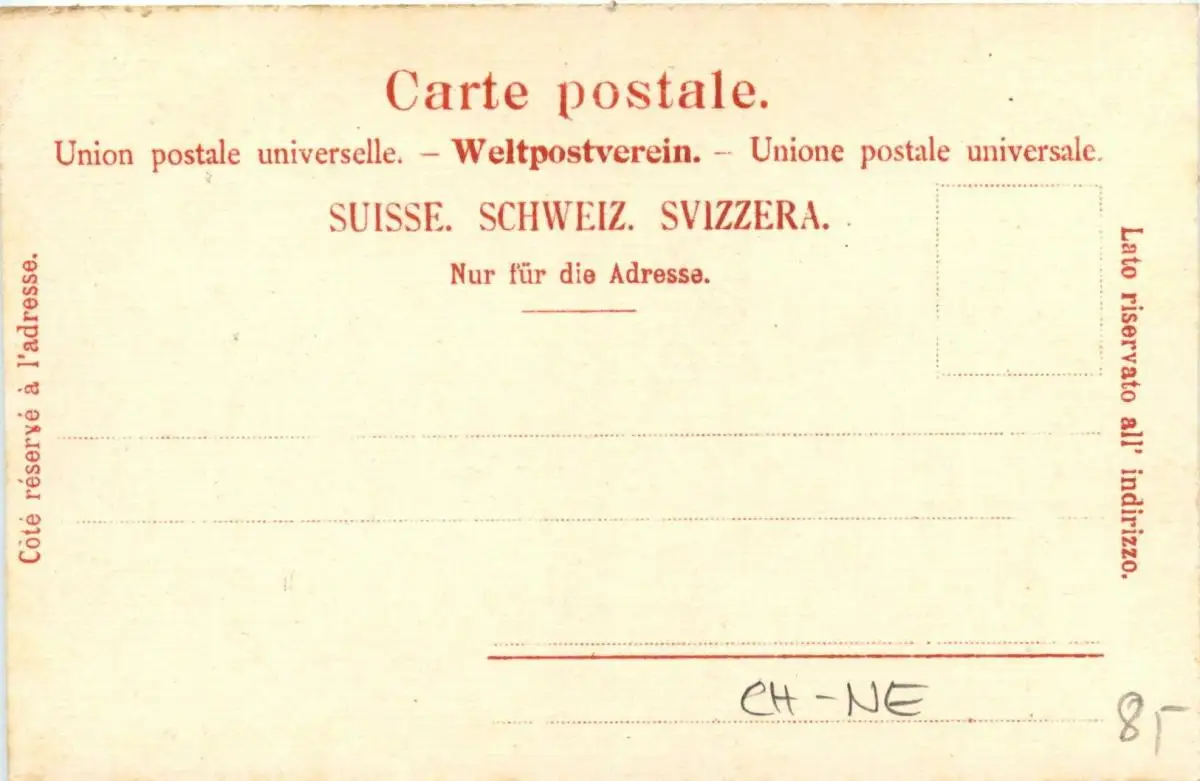 Carte postale.
Union postale universelle. – Weltpostverein. – Unione postale universale.
SUISSE. SCHWEIZ. SVIZZERA.
Nur für die Adresse.
Côté réservé à l'adresse.
Lato riservato all' indirizzo.
CH-NE
85